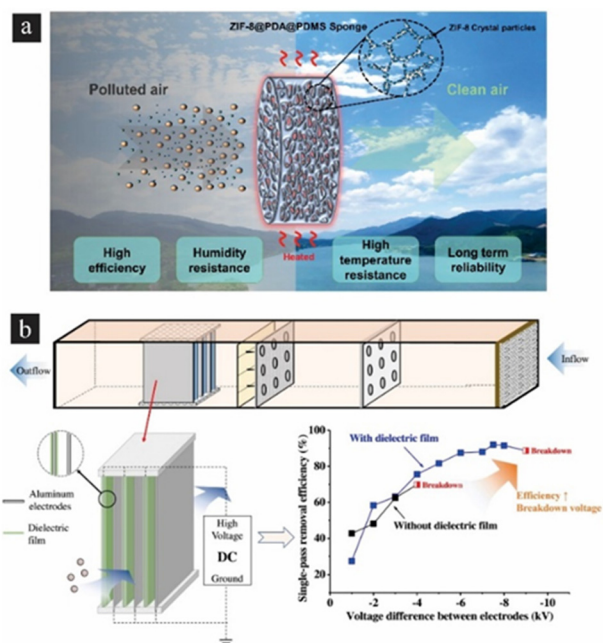 a
ZIF-8@PDA@PDMS Sponge
ZIF-8 Crystal particles
Polluted air
Clean air
High
efficiency
Humidity
resistance
Heated
High
temperature
resistance
Long term
reliability
b
Outflow
Inflow
Aluminum
electrodes
Dielectric
film
High
Voltage
DC
Ground
Single-pass removal efficiency (%)
100
80
60
40
20
With dielectric film
Breakdown
Breakdown
Without dielectric film
Efficiency ↑
Breakdown voltage
-2
-4
-6
-8
-10
Voltage difference between electrodes (kV)